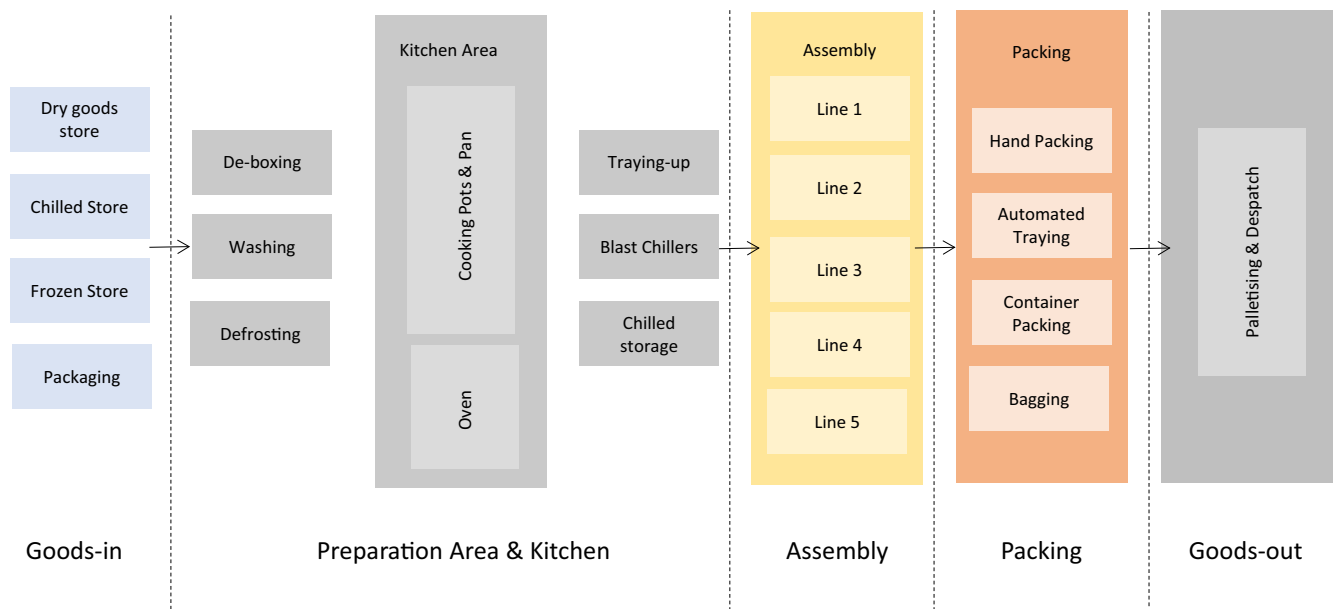 Dry goods
store
Chilled Store
Frozen Store
Packaging
Goods-in
De-boxing
Washing
Defrosting
Kitchen Area
Cooking Pots & Pan
Oven
Traying-up
Blast Chillers
Chilled
storage
Preparation Area & Kitchen
Assembly
Line 1
Line 2
Line 3
Line 4
Line 5
Assembly
Packing
Hand Packing
Automated
Traying
Container
Packing
Bagging
Packing
Palletising & Despatch
Goods-out